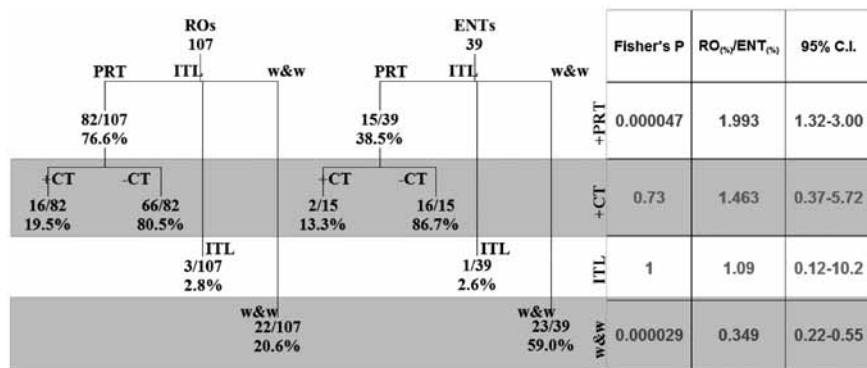 ROs
107
ENTs
39
PRT ITL w&w
PRT ITL w&w
82/107
76.6%
15/39
38.5%
+CT -CT
+CT -CT
16/82 66/82
19.5% 80.5%
2/15 16/15
13.3% 86.7%
ITL
3/107
2.8%
ITL
1/39
2.6%
w&w
22/107
20.6%
w&w
23/39
59.0%
Fisher's P RO(%)/ENT(%) 95% C.I.
+PRT 0.000047 1.993 1.32-3.00
+CT 0.73 1.463 0.37-5.72
ITL 1 1.09 0.12-10.2
w&w 0.000029 0.349 0.22-0.55